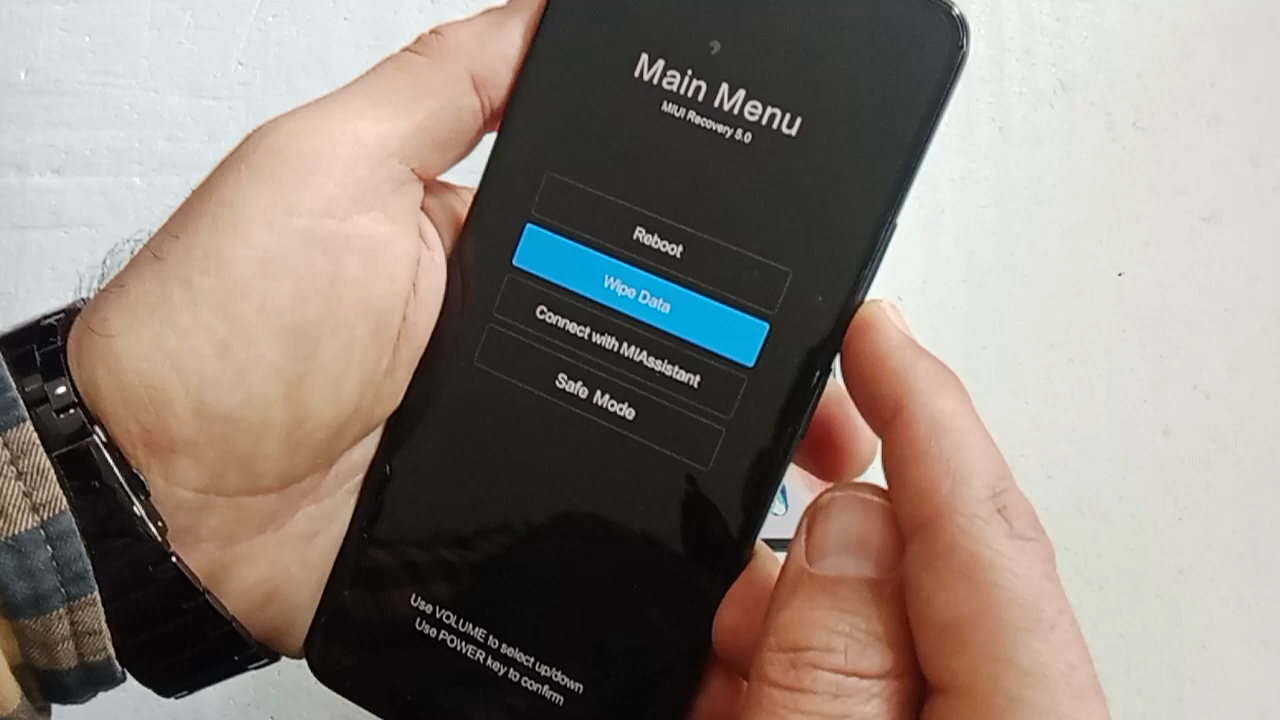 Main Menu
MIUI Recovery 5.0
Reboot
Wipe Data
Connect with MIAssistant
Safe Mode
Use VOLUME to select up/down
Use POWER key to confirm